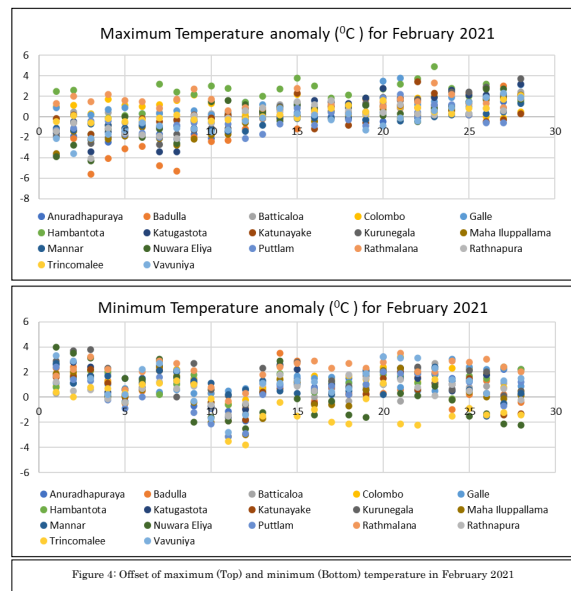 Maximum Temperature anomaly (⁰C ) for February 2021
6
4
2
0
0 5 10 15 20 25 30
-2
-4
-6
-8
Anuradhapuraya Badulla Batticaloa Colombo Galle
Hambantota Katugastota Katunayake Kurunegala Maha Iluppallama
Mannar Nuwara Eliya Puttlam Rathmalana Rathnapura
Trincomalee Vavuniya
Minimum Temperature anomaly (⁰C ) for February 2021
6
4
2
0
0 5 10 15 20 25 30
-2
-4
-6
Anuradhapuraya Badulla Batticaloa Colombo Galle
Hambantota Katugastota Katunayake Kurunegala Maha Iluppallama
Mannar Nuwara Eliya Puttlam Rathmalana Rathnapura
Trincomalee Vavuniya
Figure 4: Offset of maximum (Top) and minimum (Bottom) temperature in February 2021